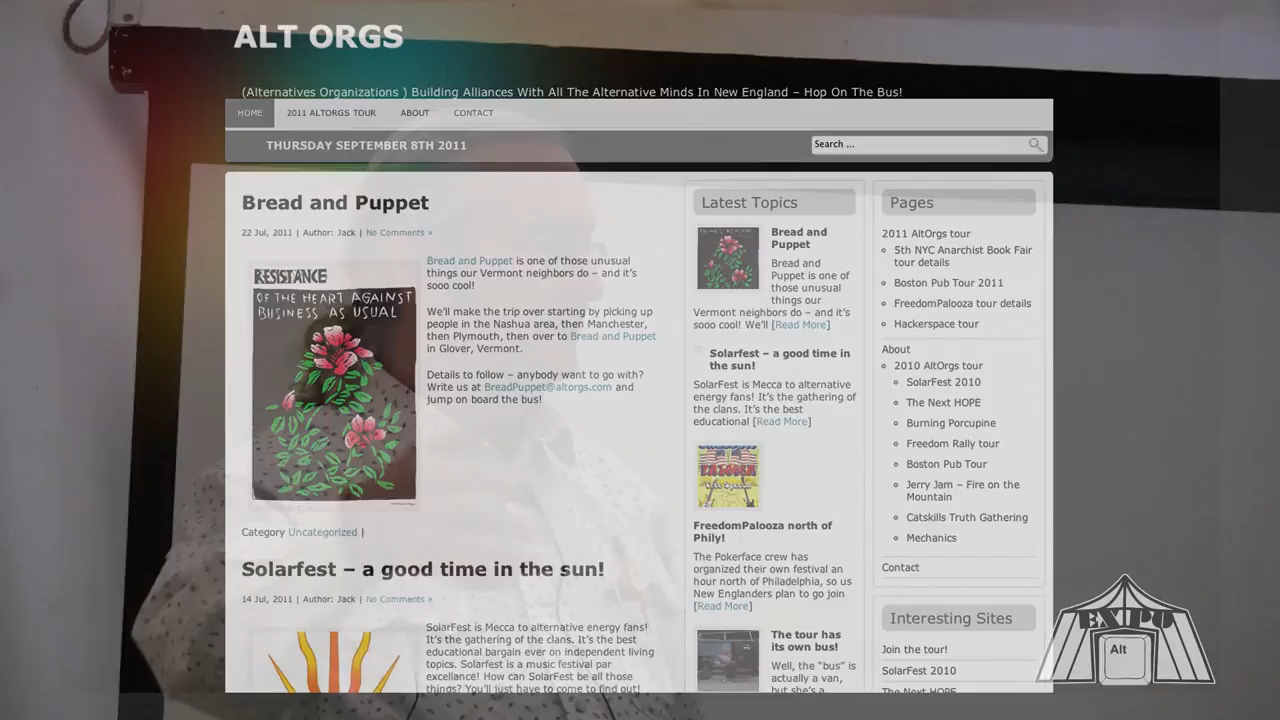 ALT ORGS
(Alternatives Organizations ) Building Alliances With All The Alternative Minds In New England – Hop On The Bus!
HOME
2011 ALTORGS TOUR
ABOUT
CONTACT
THURSDAY SEPTEMBER 8TH 2011
Search ...
Bread and Puppet
22 Jul, 2011 | Author: Jack | No Comments »
RESISTANCE
OF THE HEART AGAINST
BUSINESS AS USUAL
Bread and Puppet is one of those unusual
things our Vermont neighbors do – and it's
sooo cool!
We'll make the trip over starting by picking up
people in the Nashua area, then Manchester,
then Plymouth, then over to Bread and Puppet
in Glover, Vermont.
Details to follow – anybody want to go with?
Write us at BreadPuppet@altorgs.com and
jump on board the bus!
Category Uncategorized |
Solarfest – a good time in the sun!
14 Jul, 2011 | Author: Jack | No Comments »
SolarFest is Mecca to alternative energy fans!
It's the gathering of the clans. It's the best
educational bargain ever on independent living
topics. Solarfest is a music festival par
excellence! How can SolarFest be all those
things? You'll just have to come to find out!
Latest Topics
Bread and
Puppet
Bread and
Puppet is one of
those unusual
things our
Vermont neighbors do – and it's
sooo cool! We'll [Read More]
Solarfest – a good time in
the sun!
SolarFest is Mecca to alternative
energy fans! It's the gathering of
the clans. It's the best
educational [Read More]
FreedomPalooza north of
Phily!
The Pokerface crew has
organized their own festival an
hour north of Philadelphia, so us
New Englanders plan to go join
[Read More]
The tour has
its own bus!
Well, the "bus" is
actually a van,
but she's a
Pages
2011 AltOrgs tour
5th NYC Anarchist Book Fair
tour details
Boston Pub Tour 2011
FreedomPalooza tour details
Hackerspace tour
About
2010 AltOrgs tour
SolarFest 2010
The Next HOPE
Burning Porcupine
Freedom Rally tour
Boston Pub Tour
Jerry Jam – Fire on the
Mountain
Catskills Truth Gathering
Mechanics
Contact
Interesting Sites
Join the tour!
SolarFest 2010
The Next HOPE
Alt